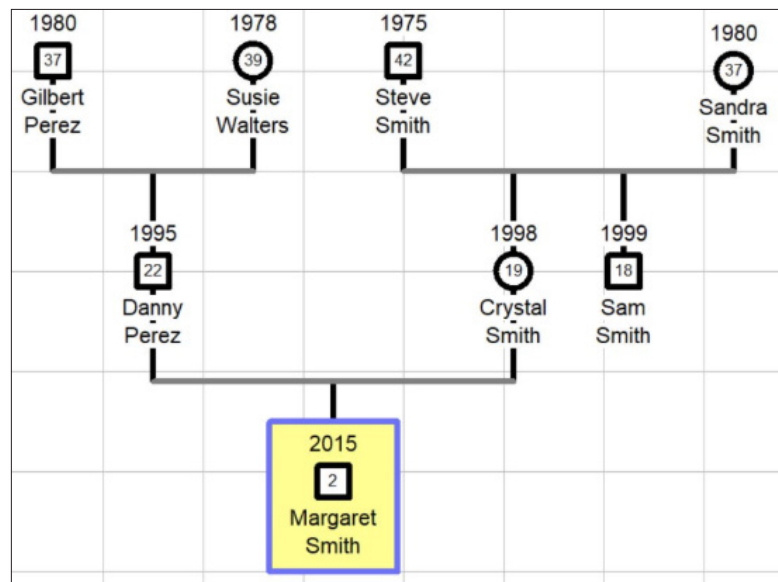 1980
37
Gilbert
Perez
1978
39
Susie
Walters
1975
42
Steve
Smith
1980
37
Sandra
Smith
1995
22
Danny
Perez
1998
19
Crystal
Smith
1999
18
Sam
Smith
2015
2
Margaret
Smith